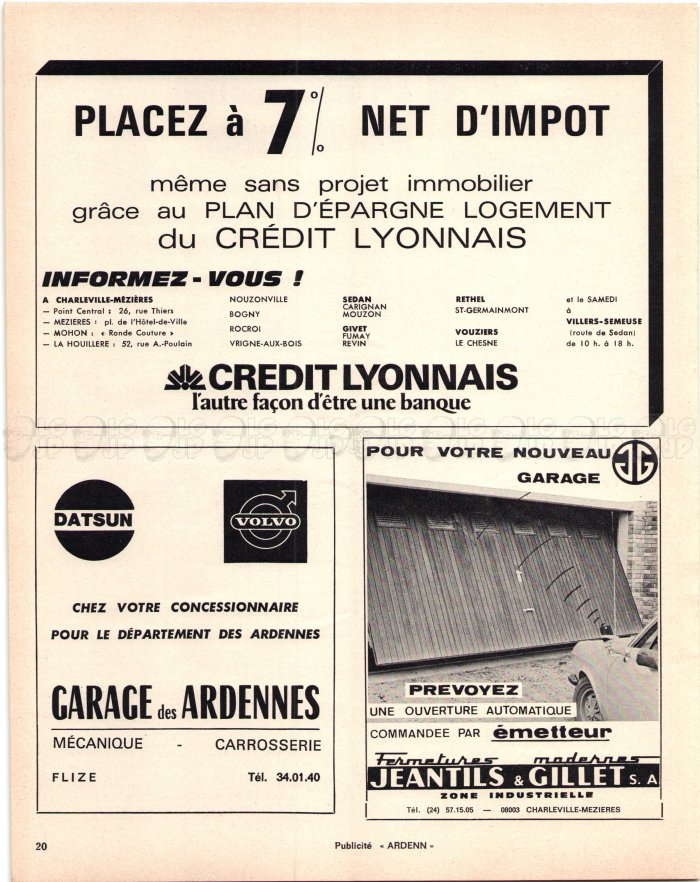 PLACEZ à 7% NET D'IMPOT
même sans projet immobilier
grâce au PLAN D'ÉPARGNE LOGEMENT
du CRÉDIT LYONNAIS
INFORMEZ-VOUS !
A CHARLEVILLE-MÉZIÈRES
— Point Central : 26, rue Thiers
— MEZIERES : pl. de l'Hôtel-de-Ville
— MOHON : « Ronde Couture »
— LA HOUILLERE : 52, rue A.-Poulain
NOUZONVILLE
BOGNY
ROCROI
VRIGNE-AUX-BOIS
SEDAN
CARIGNAN
MOUZON
GIVET
FUMAY
REVIN
RETHEL
ST-GERMAINMONT
VOUZIERS
LE CHESNE
et le SAMEDI
à
VILLERS-SEMEUSE
(route de Sedan)
de 10 h. à 18 h.
CREDIT LYONNAIS
l'autre façon d'être une banque
DATSUN
VOLVO
CHEZ VOTRE CONCESSIONNAIRE
POUR LE DÉPARTEMENT DES ARDENNES
GARAGE des ARDENNES
MÉCANIQUE - CARROSSERIE
FLIZE Tél. 34.01.40
POUR VOTRE NOUVEAU
GARAGE
JG
PREVOYEZ
UNE OUVERTURE AUTOMATIQUE
COMMANDEE PAR émetteur
Fermetures modernes
JEANTILS & GILLET S. A
ZONE INDUSTRIELLE
Tél. (24) 57.15.05 — 08003 CHARLEVILLE-MEZIERES
20
Publicité « ARDENN »